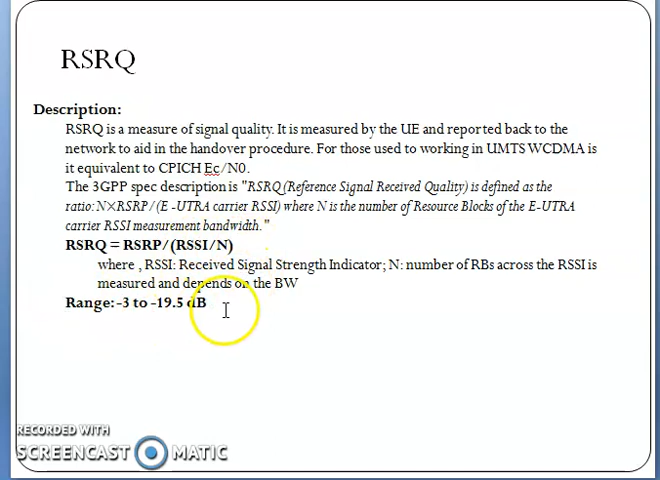 RSRQ
Description:
RSRQ is a measure of signal quality. It is measured by the UE and reported back to the
network to aid in the handover procedure. For those used to working in UMTS WCDMA is
it equivalent to CPICH Ec/N0.
The 3GPP spec description is "RSRQ (Reference Signal Received Quality) is defined as the
ratio: N×RSRP/(E -UTRA carrier RSSI) where N is the number of Resource Blocks of the E-UTRA
carrier RSSI measurement bandwidth."
RSRQ = RSRP/(RSSI/N)
where , RSSI: Received Signal Strength Indicator; N: number of RBs across the RSSI is
measured and depends on the BW
Range: -3 to -19.5 dB
RECORDED WITH
SCREENCAST MATIC